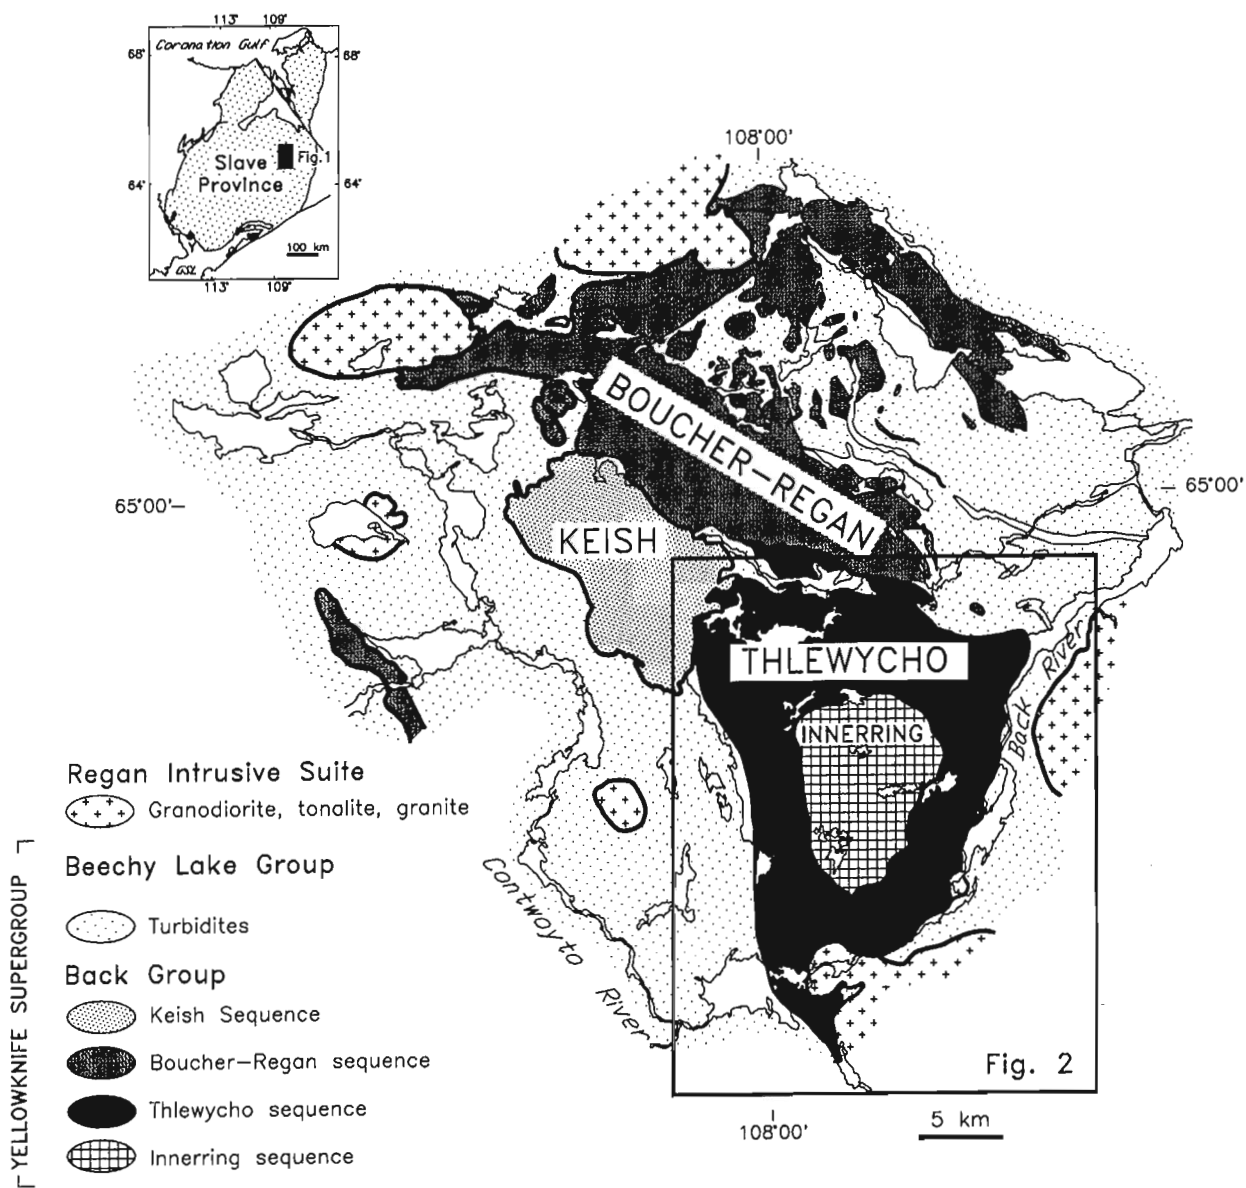 113° 109°
Coronation Gulf
68° 68°
Slave
Province
Fig.1
64° 64°
100 km
GSL
113° 109°
108°00'
BOUCHER–REGAN
65°00'
65°00'
KEISH
THLEWYCHO
INNERRING
Back River
Contwoyto River
Fig. 2
108°00'
5 km
Regan Intrusive Suite
Granodiorite, tonalite, granite
YELLOWKNIFE SUPERGROUP
Beechy Lake Group
Turbidites
Back Group
Keish Sequence
Boucher–Regan sequence
Thlewycho sequence
Innerring sequence